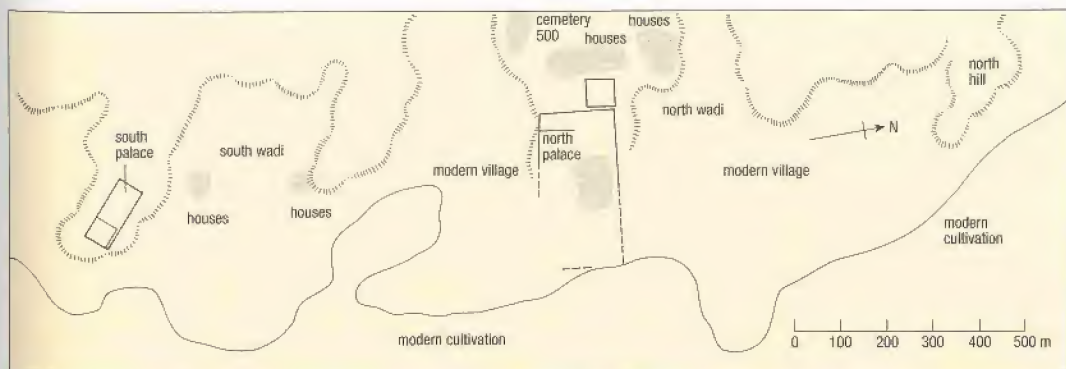 cemetery
500
houses
houses
north
hill
north wadi
N
south
palace
south wadi
north
palace
modern village
modern village
houses
houses
modern
cultivation
modern cultivation
0 100 200 300 400 500 m